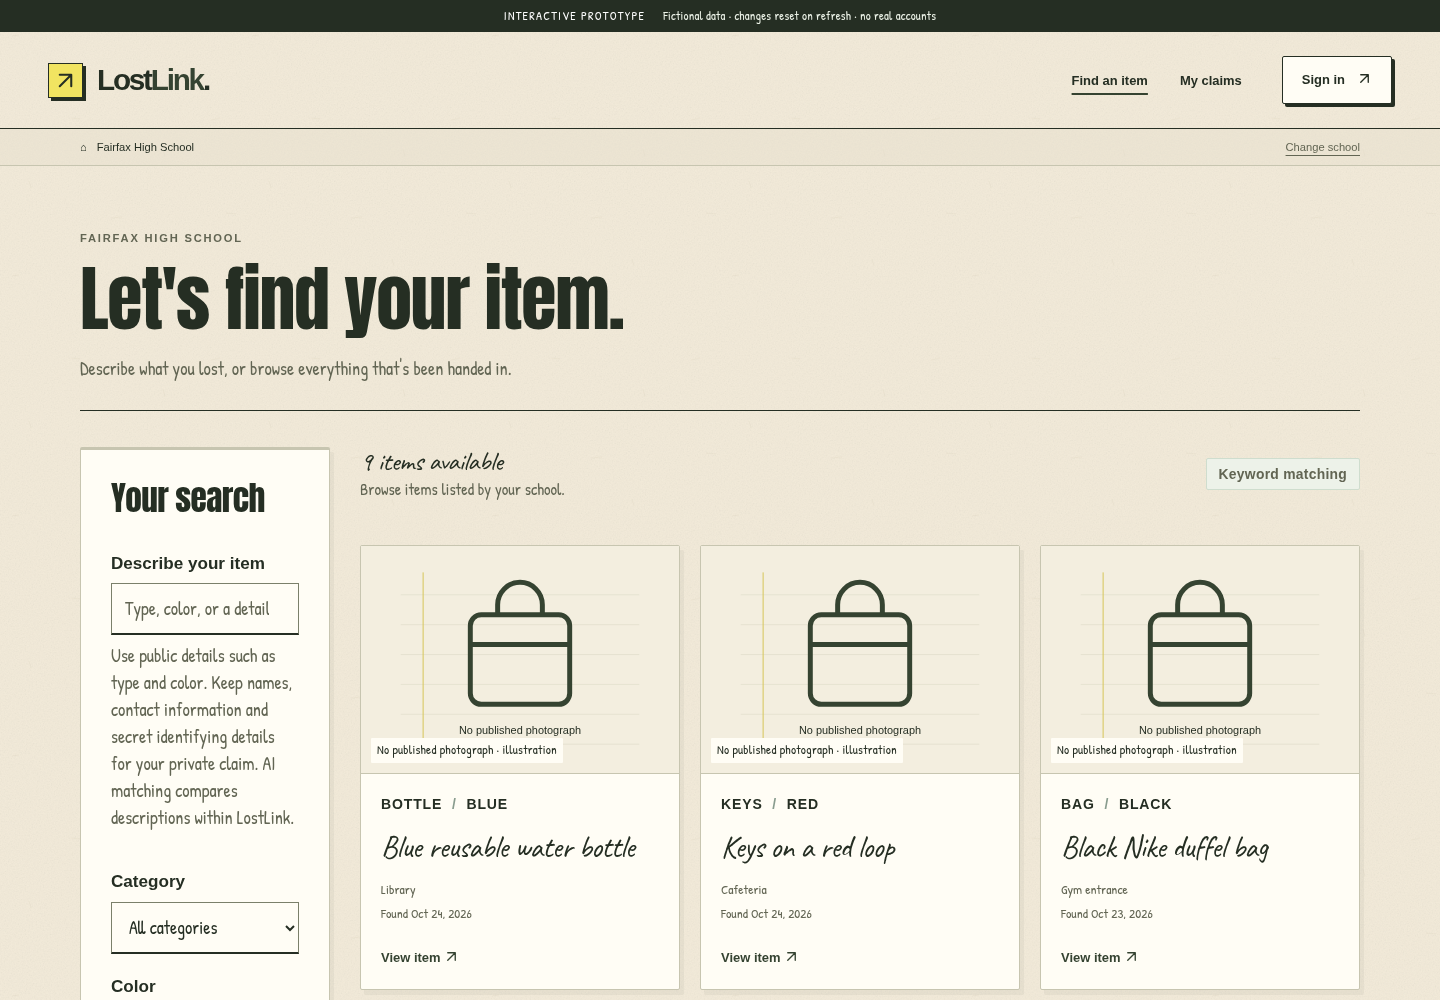 INTERACTIVE PROTOTYPE Fictional data · changes reset on refresh · no real accounts
LostLink.
Find an item
My claims
Sign in
Fairfax High School
Change school
FAIRFAX HIGH SCHOOL
Let's find your item.
Describe what you lost, or browse everything that's been handed in.
Your search
Describe your item
Type, color, or a detail
Use public details such as
type and color. Keep names,
contact information and
secret identifying details
for your private claim. AI
matching compares
descriptions within LostLink.
Category
All categories
Color
9 items available
Browse items listed by your school.
Keyword matching
No published photograph
No published photograph · illustration
BOTTLE / BLUE
Blue reusable water bottle
Library
Found Oct 24, 2026
View item
No published photograph
No published photograph · illustration
KEYS / RED
Keys on a red loop
Cafeteria
Found Oct 24, 2026
View item
No published photograph
No published photograph · illustration
BAG / BLACK
Black Nike duffel bag
Gym entrance
Found Oct 23, 2026
View item